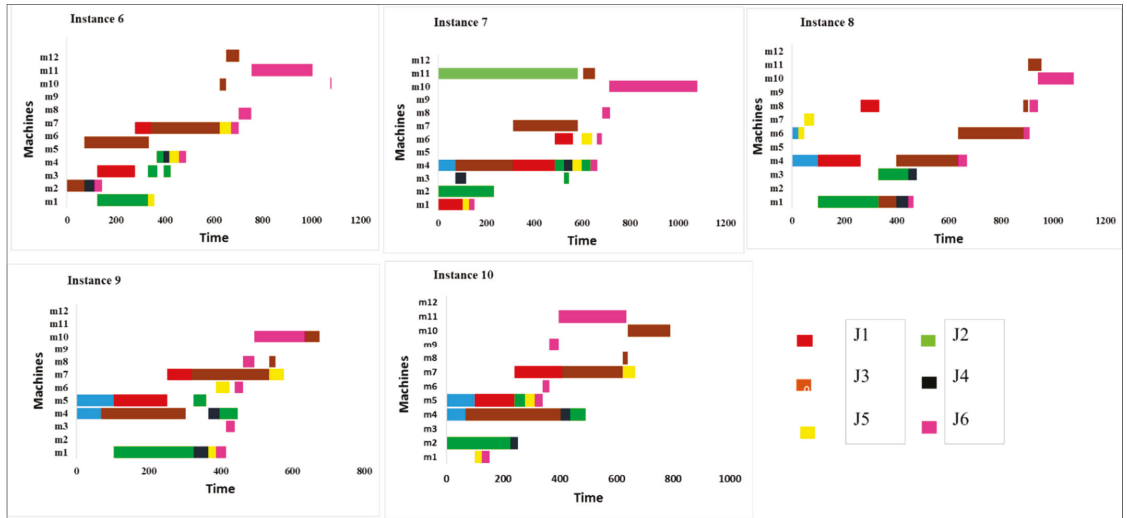 Instance 6
m12
m11
m10
m9
m8
m7
m6
m5
m4
m3
m2
m1
Machines
0 200 400 600 800 1000 1200
Time
Instance 7
m12
m11
m10
m9
m8
m7
m6
m5
m4
m3
m2
m1
Machines
0 200 400 600 800 1000 1200
Time
Instance 8
m12
m11
m10
m9
m8
m7
m6
m5
m4
m3
m2
m1
Machines
0 200 400 600 800 1000 1200
Time
Instance 9
m12
m11
m10
m9
m8
m7
m6
m5
m4
m3
m2
m1
Machines
0 200 400 600 800
Time
Instance 10
m12
m11
m10
m9
m8
m7
m6
m5
m4
m3
m2
m1
Machines
0 200 400 600 800 1000
Time
J1 J2
J3 J4
J5 J6